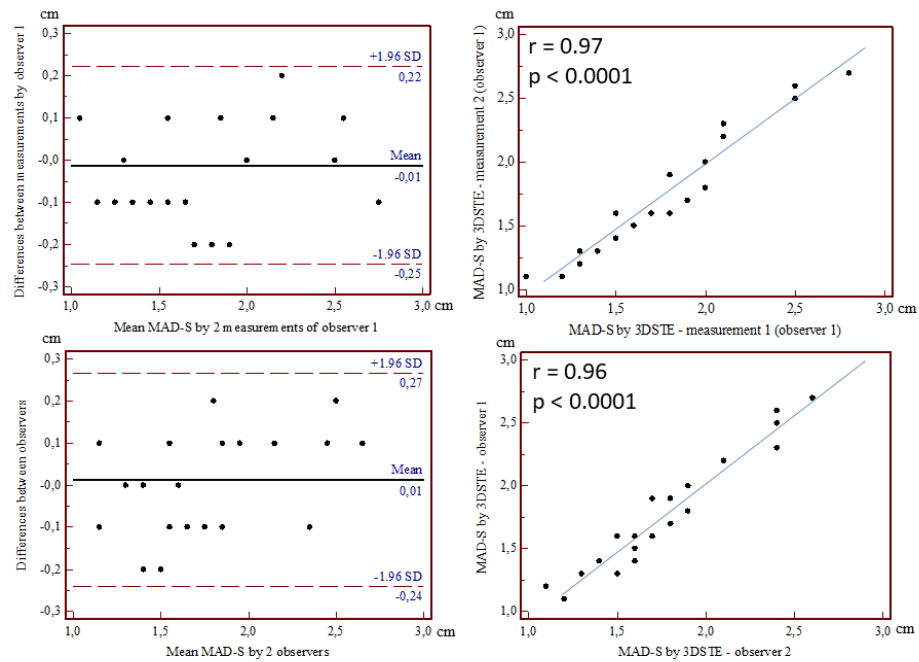 cm
0,3
0,2
0,1
-0,0
-0,1
-0,2
-0,3
Differences between measurements by observer 1
+1.96 SD
0,22
Mean
-0,01
-1.96 SD
-0,25
1,0
1,5
2,0
2,5
3,0
cm
Mean MAD-S by 2 measurements of observer 1
cm
3,0
2,5
2,0
1,5
1,0
MAD-S by 3DSTE - measurement 2 (observer 1)
r = 0.97
p < 0.0001
1,0
1,5
2,0
2,5
3,0
cm
MAD-S by 3DSTE - measurement 1 (observer 1)
cm
0,3
0,2
0,1
-0,0
-0,1
-0,2
-0,3
Differences between observers
+1.96 SD
0,27
Mean
0,01
-1.96 SD
-0,24
1,0
1,5
2,0
2,5
3,0
cm
Mean MAD-S by 2 observers
cm
3,0
2,5
2,0
1,5
1,0
MAD-S by 3DSTE - observer 1
r = 0.96
p < 0.0001
1,0
1,5
2,0
2,5
3,0
cm
MAD-S by 3DSTE - observer 2